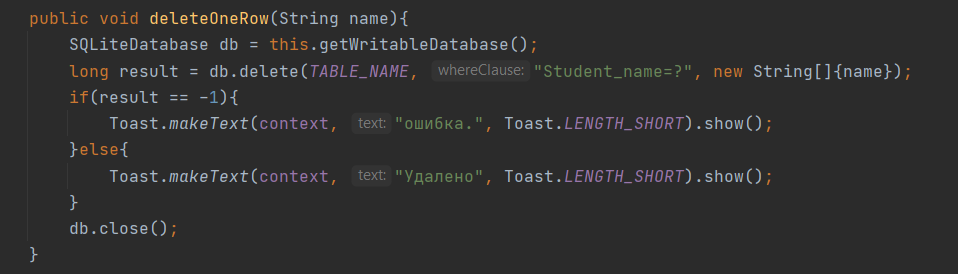 public void deleteOneRow(String name){
    SQLiteDatabase db = this.getWritableDatabase();
    long result = db.delete(TABLE_NAME, whereClause: "Student_name=?", new String[]{name});
    if(result == -1){
        Toast.makeText(context, text: "ошибка.", Toast.LENGTH_SHORT).show();
    }else{
        Toast.makeText(context, text: "Удалено", Toast.LENGTH_SHORT).show();
    }
    db.close();
}